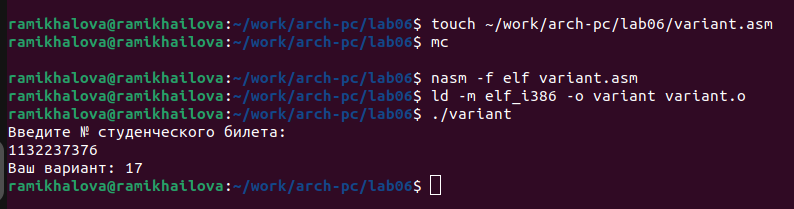 ramikhalova@ramikhailova:~/work/arch-pc/lab06$ touch ~/work/arch-pc/lab06/variant.asm
ramikhalova@ramikhailova:~/work/arch-pc/lab06$ mc
ramikhalova@ramikhailova:~/work/arch-pc/lab06$ nasm -f elf variant.asm
ramikhalova@ramikhailova:~/work/arch-pc/lab06$ ld -m elf_i386 -o variant variant.o
ramikhalova@ramikhailova:~/work/arch-pc/lab06$ ./variant
Введите № студенческого билета:
1132237376
Ваш вариант: 17
ramikhalova@ramikhailova:~/work/arch-pc/lab06$